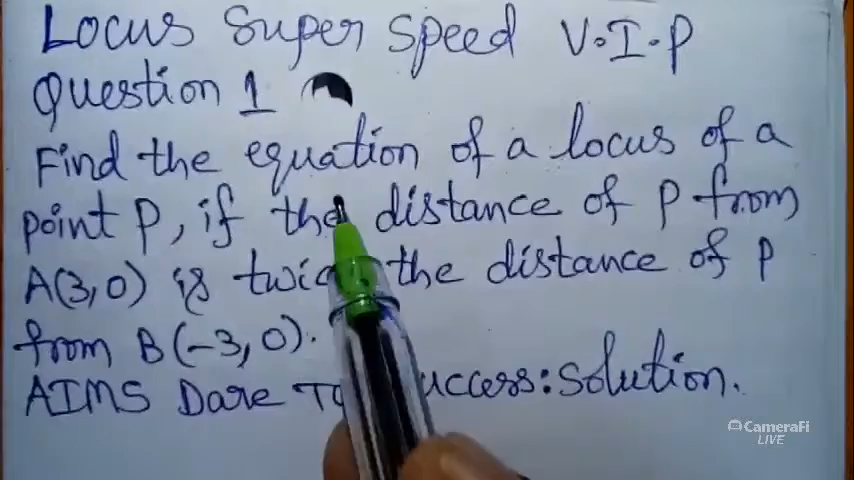 Locus Super Speed V.I.P
Question 1
Find the equation of a locus of a
point P, if the distance of P from
A(3,0) is twice the distance of P
from B(-3,0).
AIMS Dare To Success: Solution.
CameraFi
LIVE